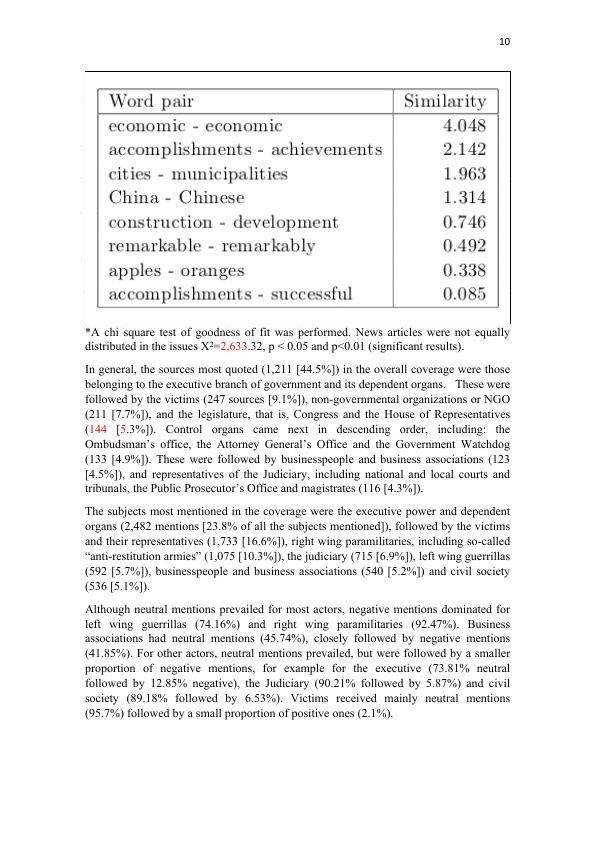 10
Word pair Similarity
economic - economic 4.048
accomplishments - achievements 2.142
cities - municipalities 1.963
China - Chinese 1.314
construction - development 0.746
remarkable - remarkably 0.492
apples - oranges 0.338
accomplishments - successful 0.085
*A chi square test of goodness of fit was performed. News articles were not equally
distributed in the issues X²=2,633.32, p < 0.05 and p<0.01 (significant results).
In general, the sources most quoted (1,211 [44.5%]) in the overall coverage were those
belonging to the executive branch of government and its dependent organs. These were
followed by the victims (247 sources [9.1%]), non-governmental organizations or NGO
(211 [7.7%]), and the legislature, that is, Congress and the House of Representatives
(144 [5.3%]). Control organs came next in descending order, including: the
Ombudsman’s office, the Attorney General’s Office and the Government Watchdog
(133 [4.9%]). These were followed by businesspeople and business associations (123
[4.5%]), and representatives of the Judiciary, including national and local courts and
tribunals, the Public Prosecutor’s Office and magistrates (116 [4.3%]).
The subjects most mentioned in the coverage were the executive power and dependent
organs (2,482 mentions [23.8% of all the subjects mentioned]), followed by the victims
and their representatives (1,733 [16.6%]), right wing paramilitaries, including so-called
“anti-restitution armies” (1,075 [10.3%]), the judiciary (715 [6.9%]), left wing guerrillas
(592 [5.7%]), businesspeople and business associations (540 [5.2%]) and civil society
(536 [5.1%]).
Although neutral mentions prevailed for most actors, negative mentions dominated for
left wing guerrillas (74.16%) and right wing paramilitaries (92.47%). Business
associations had neutral mentions (45.74%), closely followed by negative mentions
(41.85%). For other actors, neutral mentions prevailed, but were followed by a smaller
proportion of negative mentions, for example for the executive (73.81% neutral
followed by 12.85% negative), the Judiciary (90.21% followed by 5.87%) and civil
society (89.18% followed by 6.53%). Victims received mainly neutral mentions
(95.7%) followed by a small proportion of positive ones (2.1%).